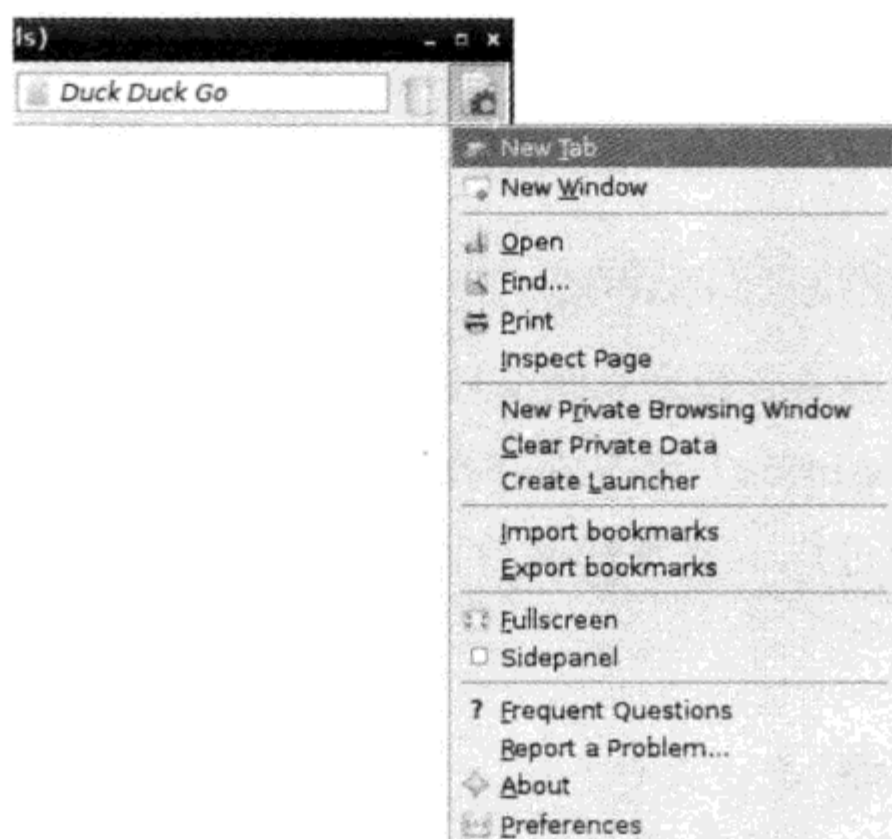 ls)
Duck Duck Go
New Tab
New Window
Open
Find...
Print
Inspect Page
New Private Browsing Window
Clear Private Data
Create Launcher
Import bookmarks
Export bookmarks
Fullscreen
Sidepanel
? Frequent Questions
Report a Problem...
About
Preferences